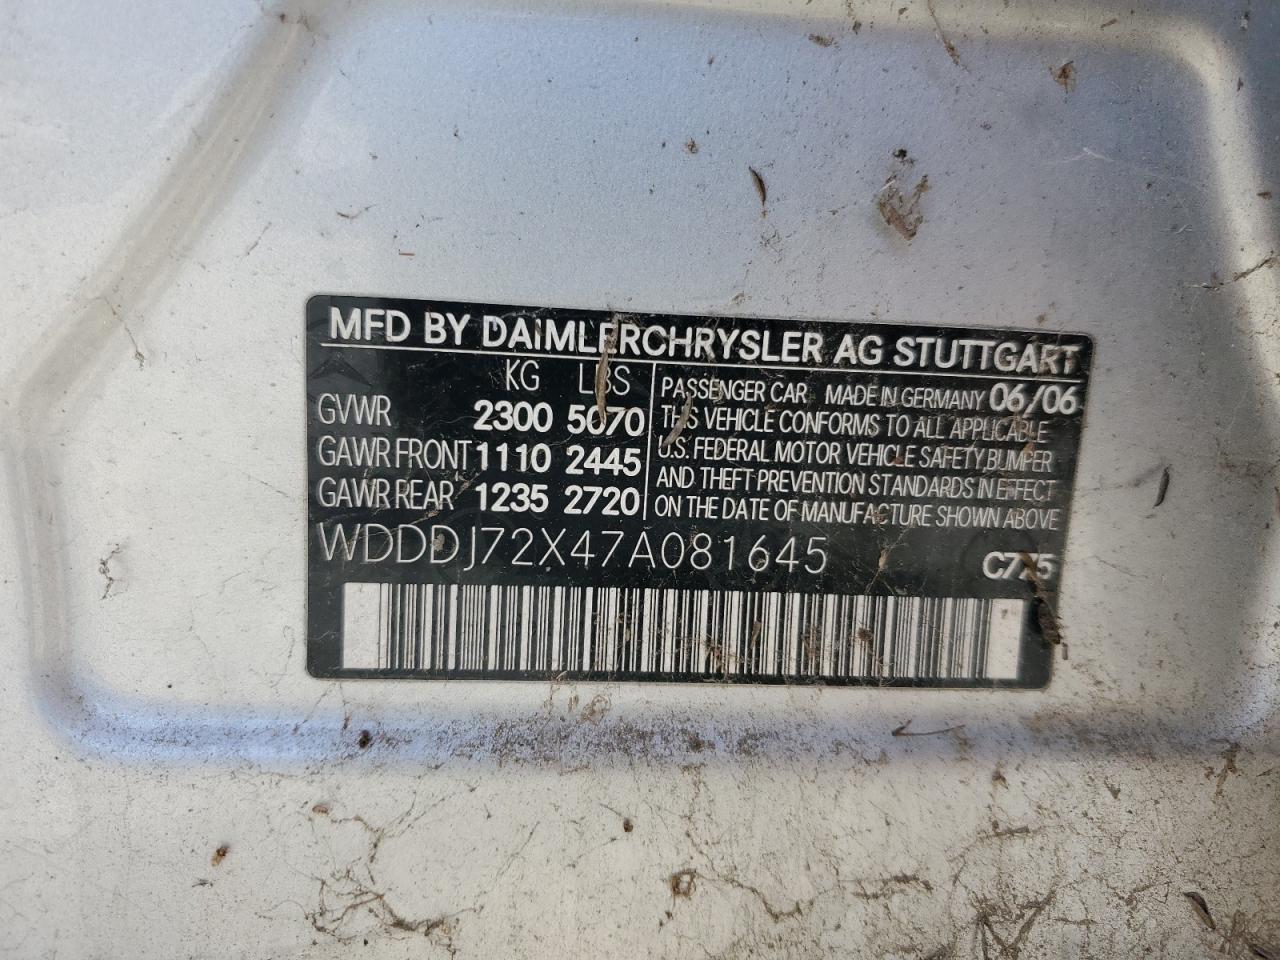 MFD BY DAIMLERCHRYSLER AG STUTTGART
KG LBS
GVWR 2300 5070
GAWR FRONT 1110 2445
GAWR REAR 1235 2720
PASSENGER CAR MADE IN GERMANY 06/06
THIS VEHICLE CONFORMS TO ALL APPLICABLE
U.S. FEDERAL MOTOR VEHICLE SAFETY, BUMPER
AND THEFT PREVENTION STANDARDS IN EFFECT
ON THE DATE OF MANUFACTURE SHOWN ABOVE
WDDDJ72X47A081645
C775